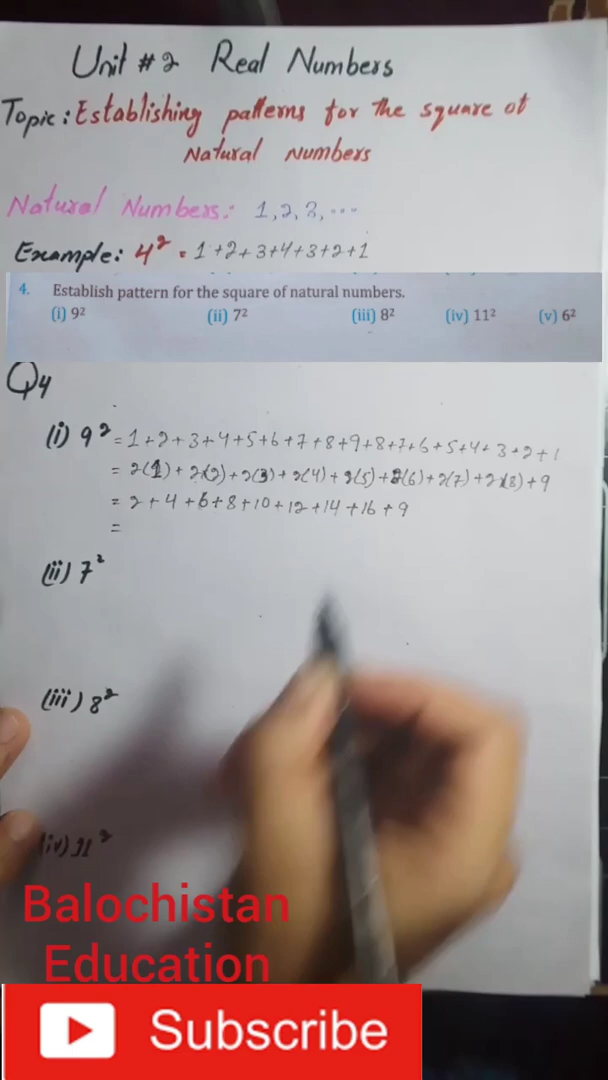 Unit # 2 Real Numbers
Topic: Establishing patterns for the square of
Natural Numbers
Natural Numbers: 1, 2, 3, ...
Example: 4² = 1+2+3+4+3+2+1
4. Establish pattern for the square of natural numbers.
(i) 9² (ii) 7² (iii) 8² (iv) 11² (v) 6²
Q4
(i) 9² = 1+2+3+4+5+6+7+8+9+8+7+6+5+4+3+2+1
= 2(1)+2(2)+2(3)+2(4)+2(5)+2(6)+2(7)+2(8)+9
= 2+4+6+8+10+12+14+16+9
=
(ii) 7²
(iii) 8²
(iv) 11²
Balochistan
Education
Subscribe